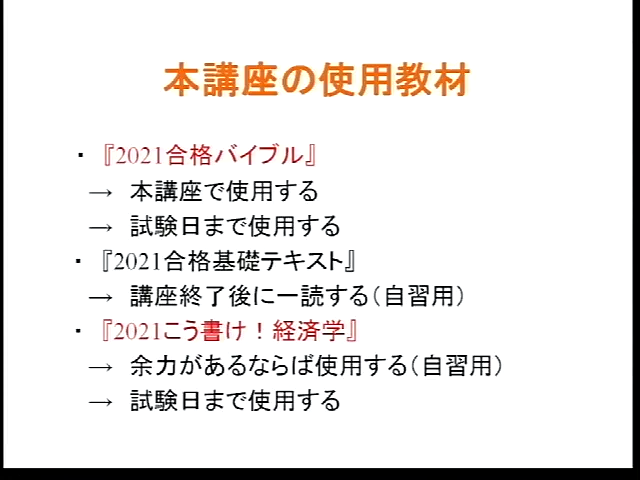 本講座の使用教材
・『2021合格バイブル』
→ 本講座で使用する
→ 試験日まで使用する
・『2021合格基礎テキスト』
→ 講座終了後に一読する（自習用）
・『2021こう書け！経済学』
→ 余力があるならば使用する（自習用）
→ 試験日まで使用する